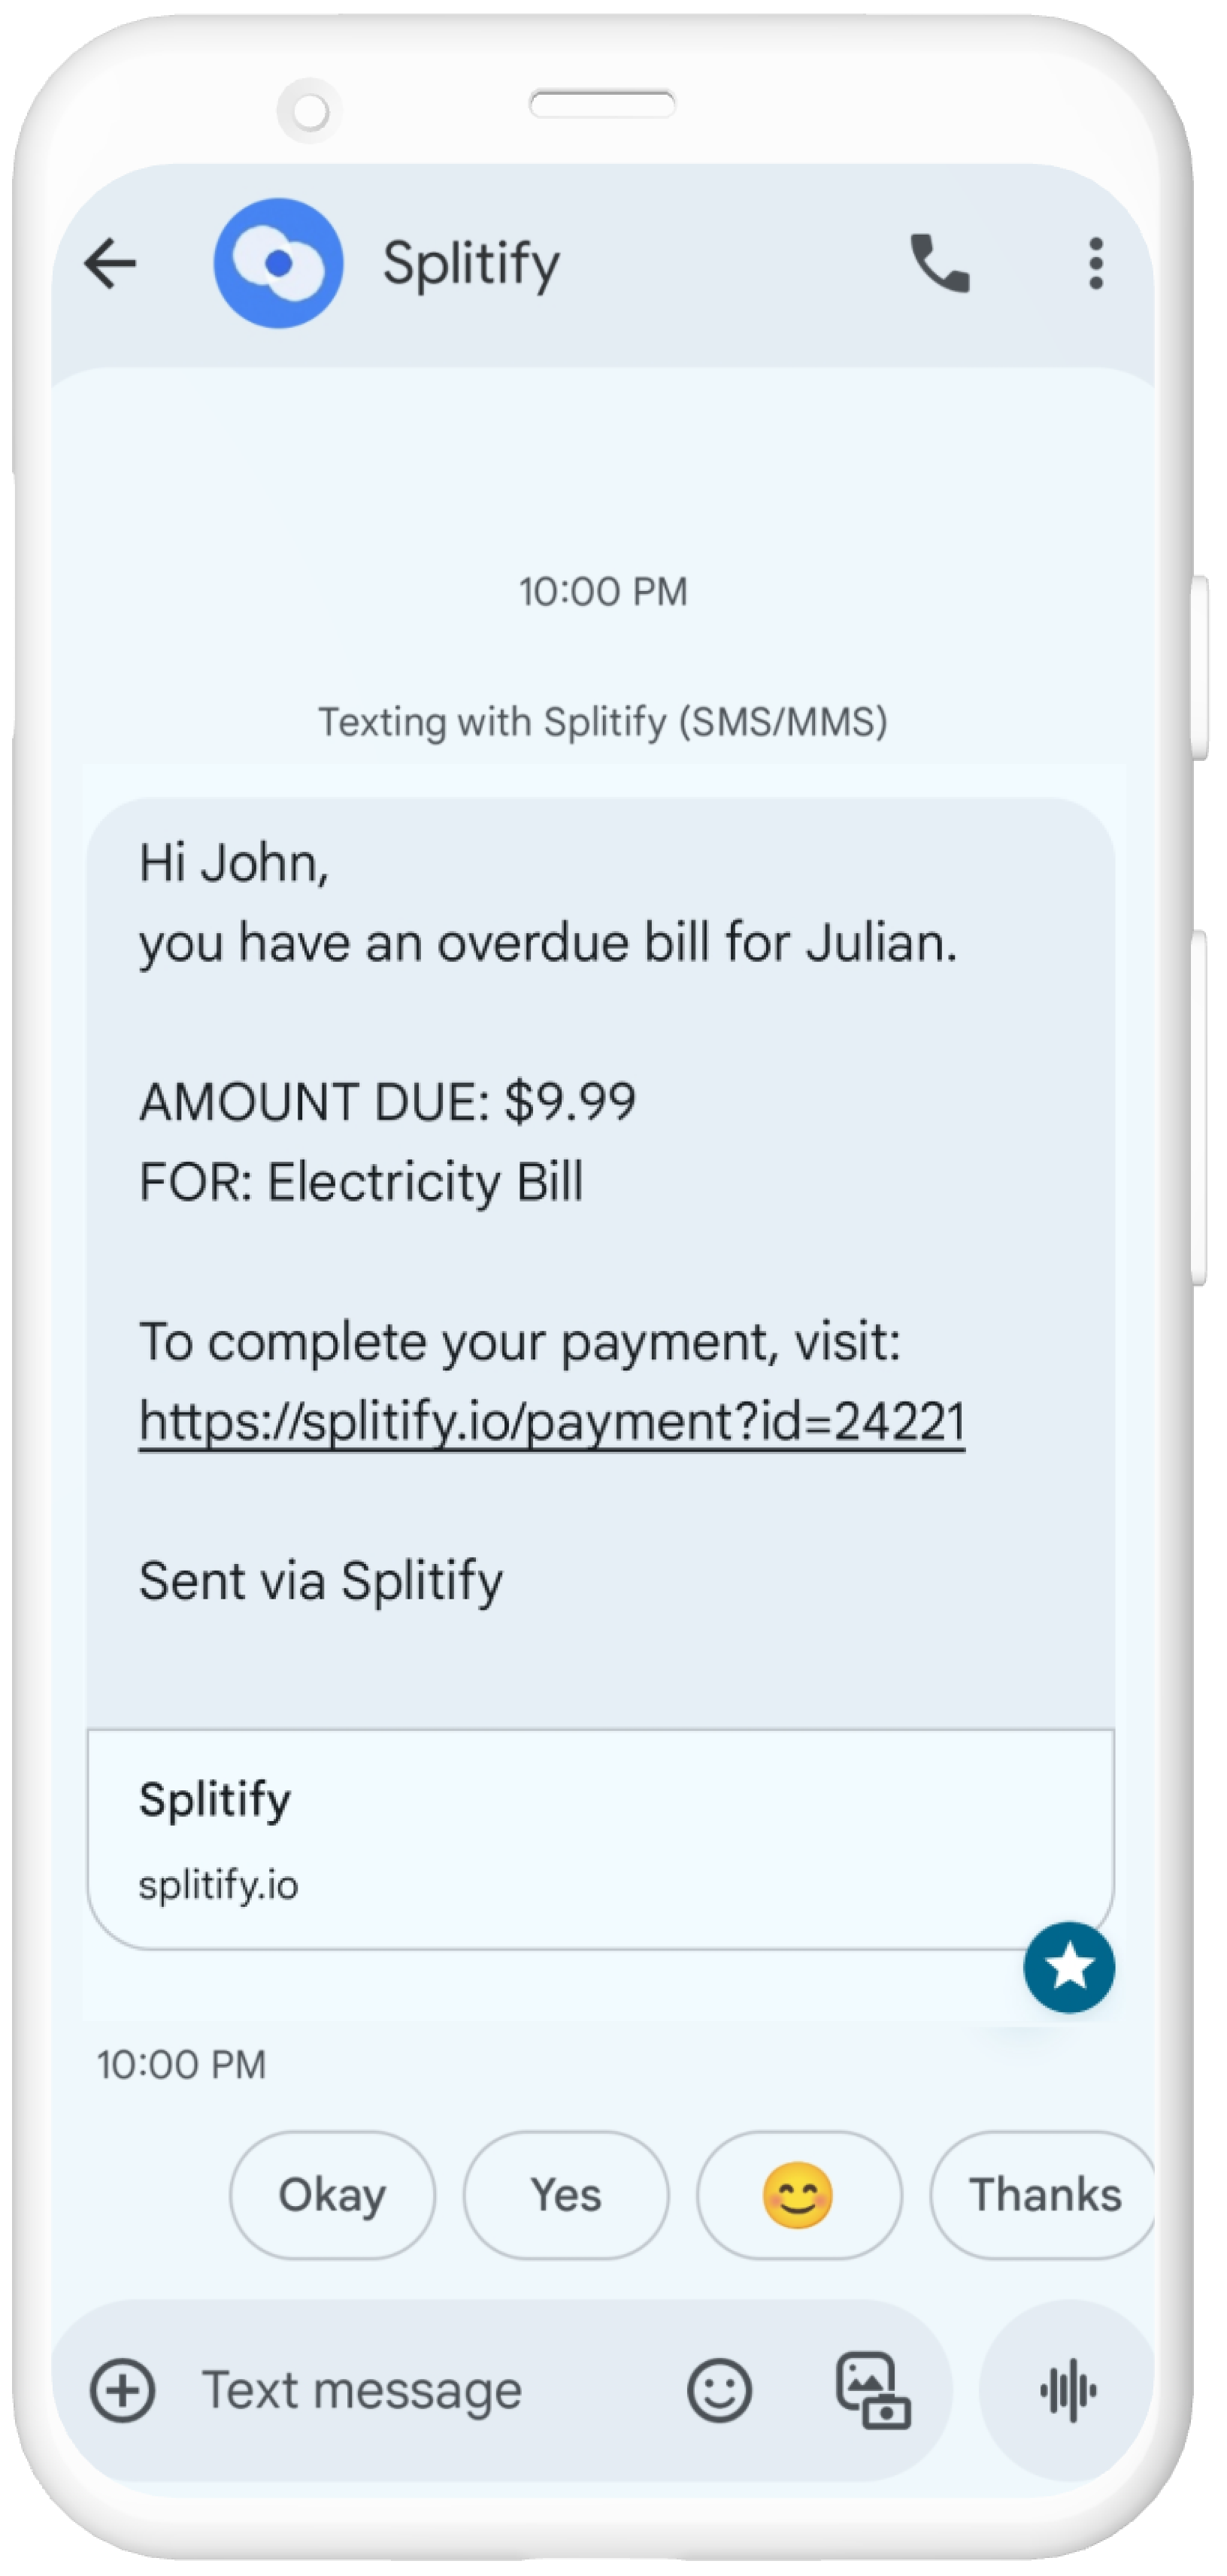 Splitify
10:00 PM
Texting with Splitify (SMS/MMS)
Hi John,
you have an overdue bill for Julian.
AMOUNT DUE: $9.99
FOR: Electricity Bill
To complete your payment, visit:
https://splitify.io/payment?id=24221
Sent via Splitify
Splitify
splitify.io
10:00 PM
Okay
Yes
😊
Thanks
Text message